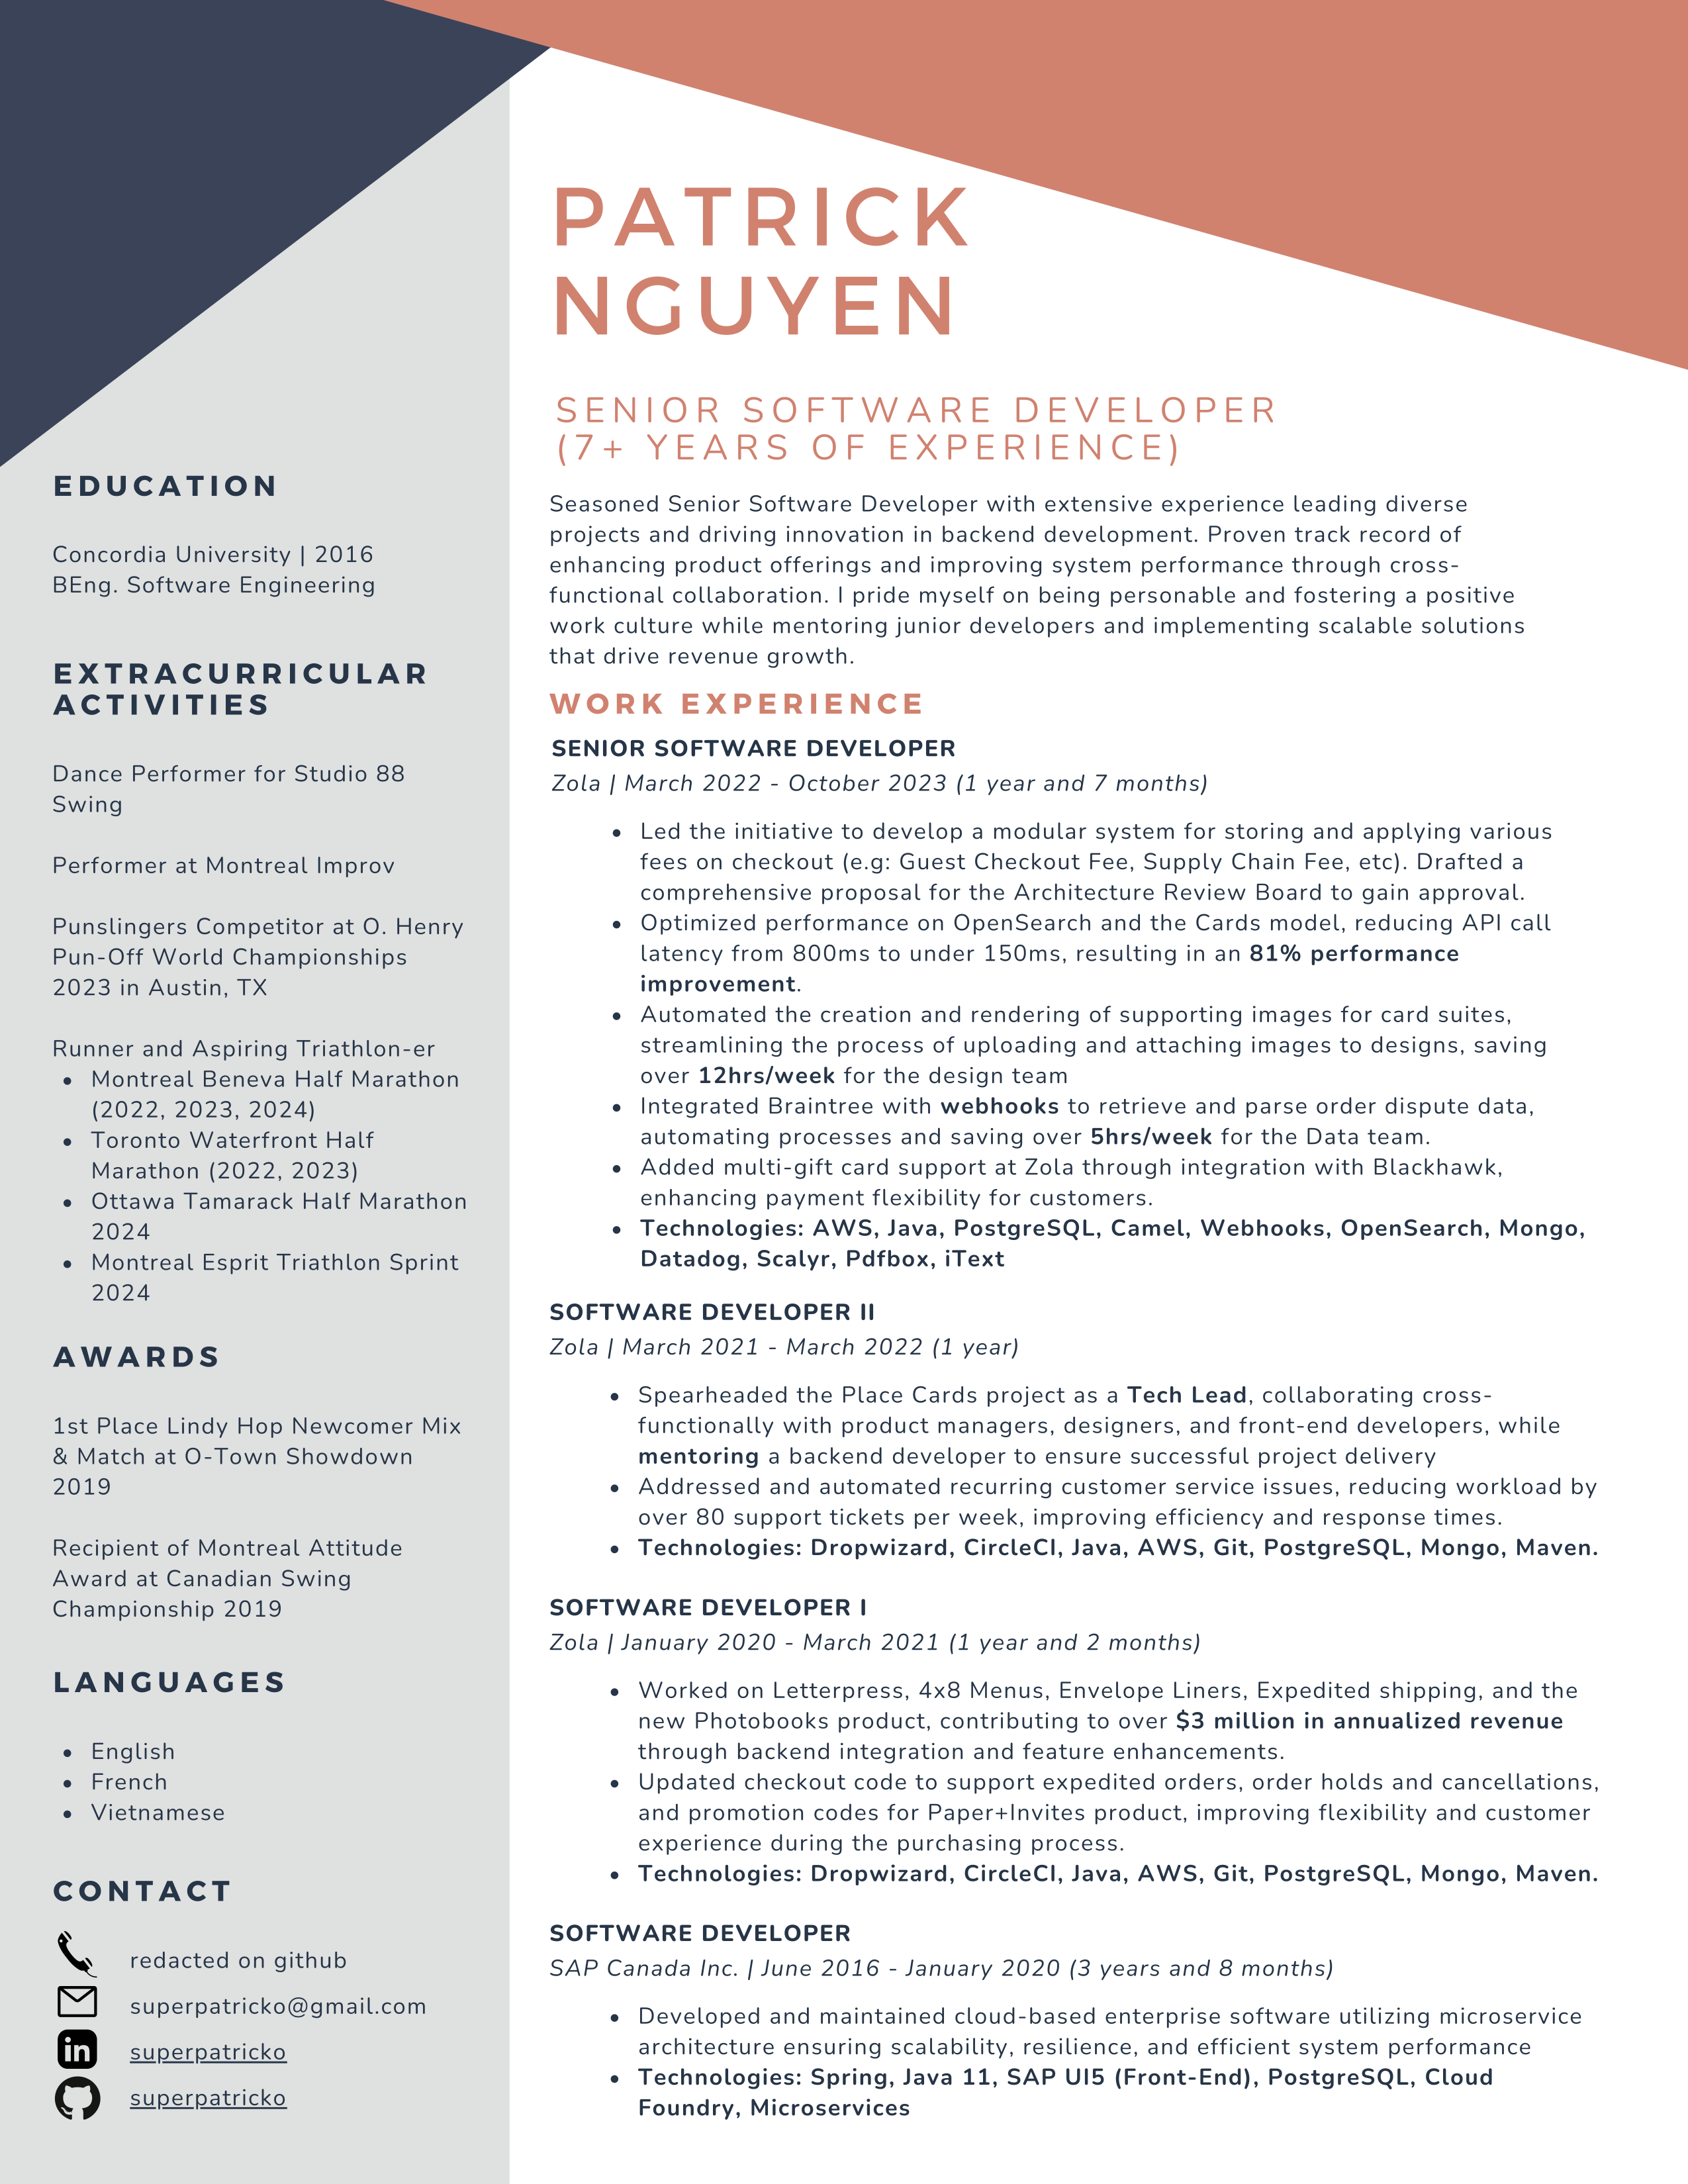 PATRICK
NGUYEN
SENIOR SOFTWARE DEVELOPER
(7+ YEARS OF EXPERIENCE)
Seasoned Senior Software Developer with extensive experience leading diverse
projects and driving innovation in backend development. Proven track record of
enhancing product offerings and improving system performance through cross-
functional collaboration. I pride myself on being personable and fostering a positive
work culture while mentoring junior developers and implementing scalable solutions
that drive revenue growth.
WORK EXPERIENCE
SENIOR SOFTWARE DEVELOPER
Zola | March 2022 - October 2023 (1 year and 7 months)
• Led the initiative to develop a modular system for storing and applying various
fees on checkout (e.g: Guest Checkout Fee, Supply Chain Fee, etc). Drafted a
comprehensive proposal for the Architecture Review Board to gain approval.
• Optimized performance on OpenSearch and the Cards model, reducing API call
latency from 800ms to under 150ms, resulting in an 81% performance
improvement.
• Automated the creation and rendering of supporting images for card suites,
streamlining the process of uploading and attaching images to designs, saving
over 12hrs/week for the design team
• Integrated Braintree with webhooks to retrieve and parse order dispute data,
automating processes and saving over 5hrs/week for the Data team.
• Added multi-gift card support at Zola through integration with Blackhawk,
enhancing payment flexibility for customers.
• Technologies: AWS, Java, PostgreSQL, Camel, Webhooks, OpenSearch, Mongo,
Datadog, Scalyr, Pdfbox, iText
SOFTWARE DEVELOPER II
Zola | March 2021 - March 2022 (1 year)
• Spearheaded the Place Cards project as a Tech Lead, collaborating cross-
functionally with product managers, designers, and front-end developers, while
mentoring a backend developer to ensure successful project delivery
• Addressed and automated recurring customer service issues, reducing workload by
over 80 support tickets per week, improving efficiency and response times.
• Technologies: Dropwizard, CircleCI, Java, AWS, Git, PostgreSQL, Mongo, Maven.
SOFTWARE DEVELOPER I
Zola | January 2020 - March 2021 (1 year and 2 months)
• Worked on Letterpress, 4x8 Menus, Envelope Liners, Expedited shipping, and the
new Photobooks product, contributing to over $3 million in annualized revenue
through backend integration and feature enhancements.
• Updated checkout code to support expedited orders, order holds and cancellations,
and promotion codes for Paper+Invites product, improving flexibility and customer
experience during the purchasing process.
• Technologies: Dropwizard, CircleCI, Java, AWS, Git, PostgreSQL, Mongo, Maven.
SOFTWARE DEVELOPER
SAP Canada Inc. | June 2016 - January 2020 (3 years and 8 months)
• Developed and maintained cloud-based enterprise software utilizing microservice
architecture ensuring scalability, resilience, and efficient system performance
• Technologies: Spring, Java 11, SAP UI5 (Front-End), PostgreSQL, Cloud
Foundry, Microservices
EDUCATION
Concordia University | 2016
BEng. Software Engineering
EXTRACURRICULAR
ACTIVITIES
Dance Performer for Studio 88
Swing
Performer at Montreal Improv
Punslingers Competitor at O. Henry
Pun-Off World Championships
2023 in Austin, TX
Runner and Aspiring Triathlon-er
• Montreal Beneva Half Marathon
(2022, 2023, 2024)
• Toronto Waterfront Half
Marathon (2022, 2023)
• Ottawa Tamarack Half Marathon
2024
• Montreal Esprit Triathlon Sprint
2024
AWARDS
1st Place Lindy Hop Newcomer Mix
& Match at O-Town Showdown
2019
Recipient of Montreal Attitude
Award at Canadian Swing
Championship 2019
LANGUAGES
• English
• French
• Vietnamese
CONTACT
redacted on github
superpatricko@gmail.com
in
superpatricko
superpatricko